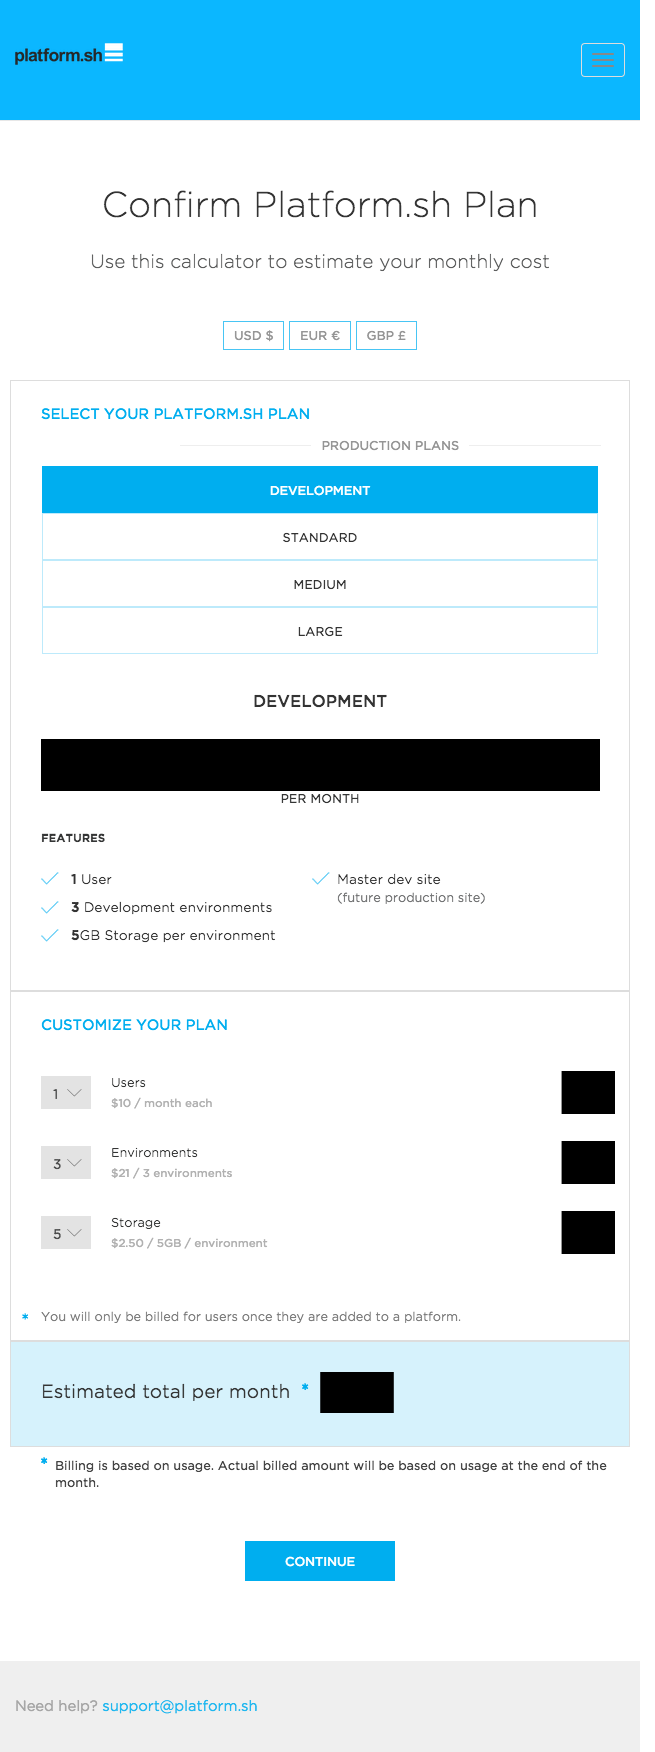 platform.sh
Confirm Platform.sh Plan
Use this calculator to estimate your monthly cost
USD $ EUR € GBP £
SELECT YOUR PLATFORM.SH PLAN
PRODUCTION PLANS
DEVELOPMENT
STANDARD
MEDIUM
LARGE
DEVELOPMENT
PER MONTH
FEATURES
1 User
3 Development environments
5GB Storage per environment
Master dev site
(future production site)
CUSTOMIZE YOUR PLAN
1 Users
$10 / month each
3 Environments
$21 / 3 environments
5 Storage
$2.50 / 5GB / environment
* You will only be billed for users once they are added to a platform.
Estimated total per month *
* Billing is based on usage. Actual billed amount will be based on usage at the end of the
month.
CONTINUE
Need help? support@platform.sh